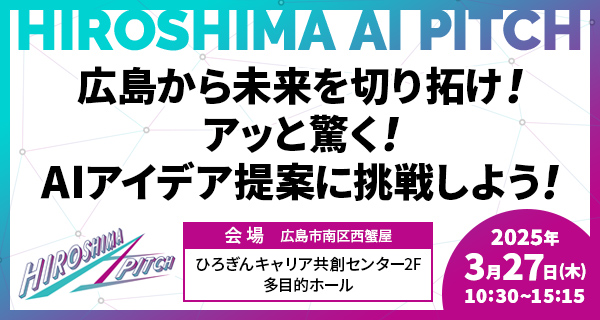 HIROSHIMA AI PITCH
広島から未来を切り拓け！
アッと驚く！
AIアイデア提案に挑戦しよう！
HIROSHIMA
AI PITCH
会場 広島市南区西蟹屋
ひろぎんキャリア共創センター2F
多目的ホール
2025年
3月27日(木)
10:30~15:15